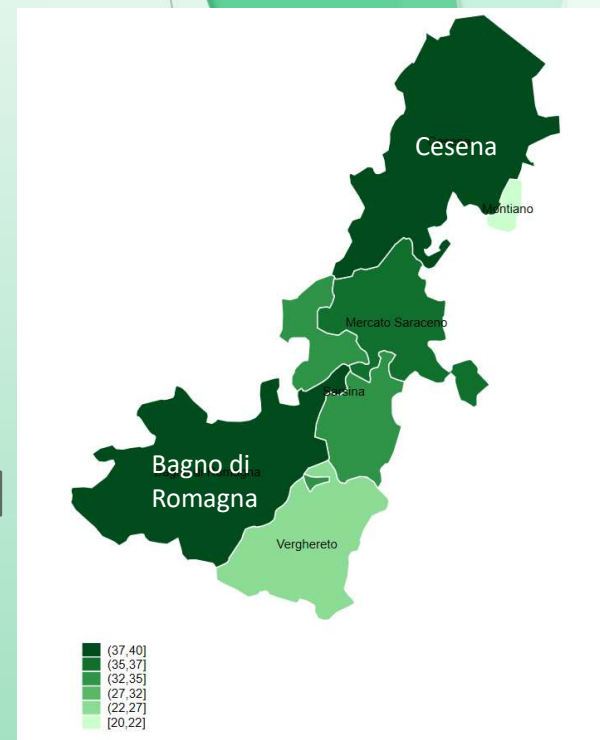 Cesena
Montiano
Mercato Saraceno
Sarsina
Bagno di
Romagna
Verghereto
(37,40]
(35,37]
(32,35]
(27,32]
(22,27]
[20,22]